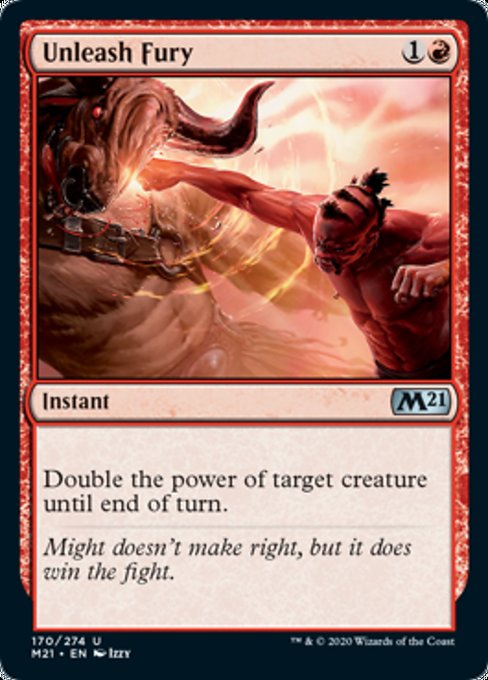 Unleash Fury 1
Instant M21
Double the power of target creature
until end of turn.
Might doesn't make right, but it does
win the fight.
170/274 U ™ & © 2020 Wizards of the Coast
M21 • EN Izzy